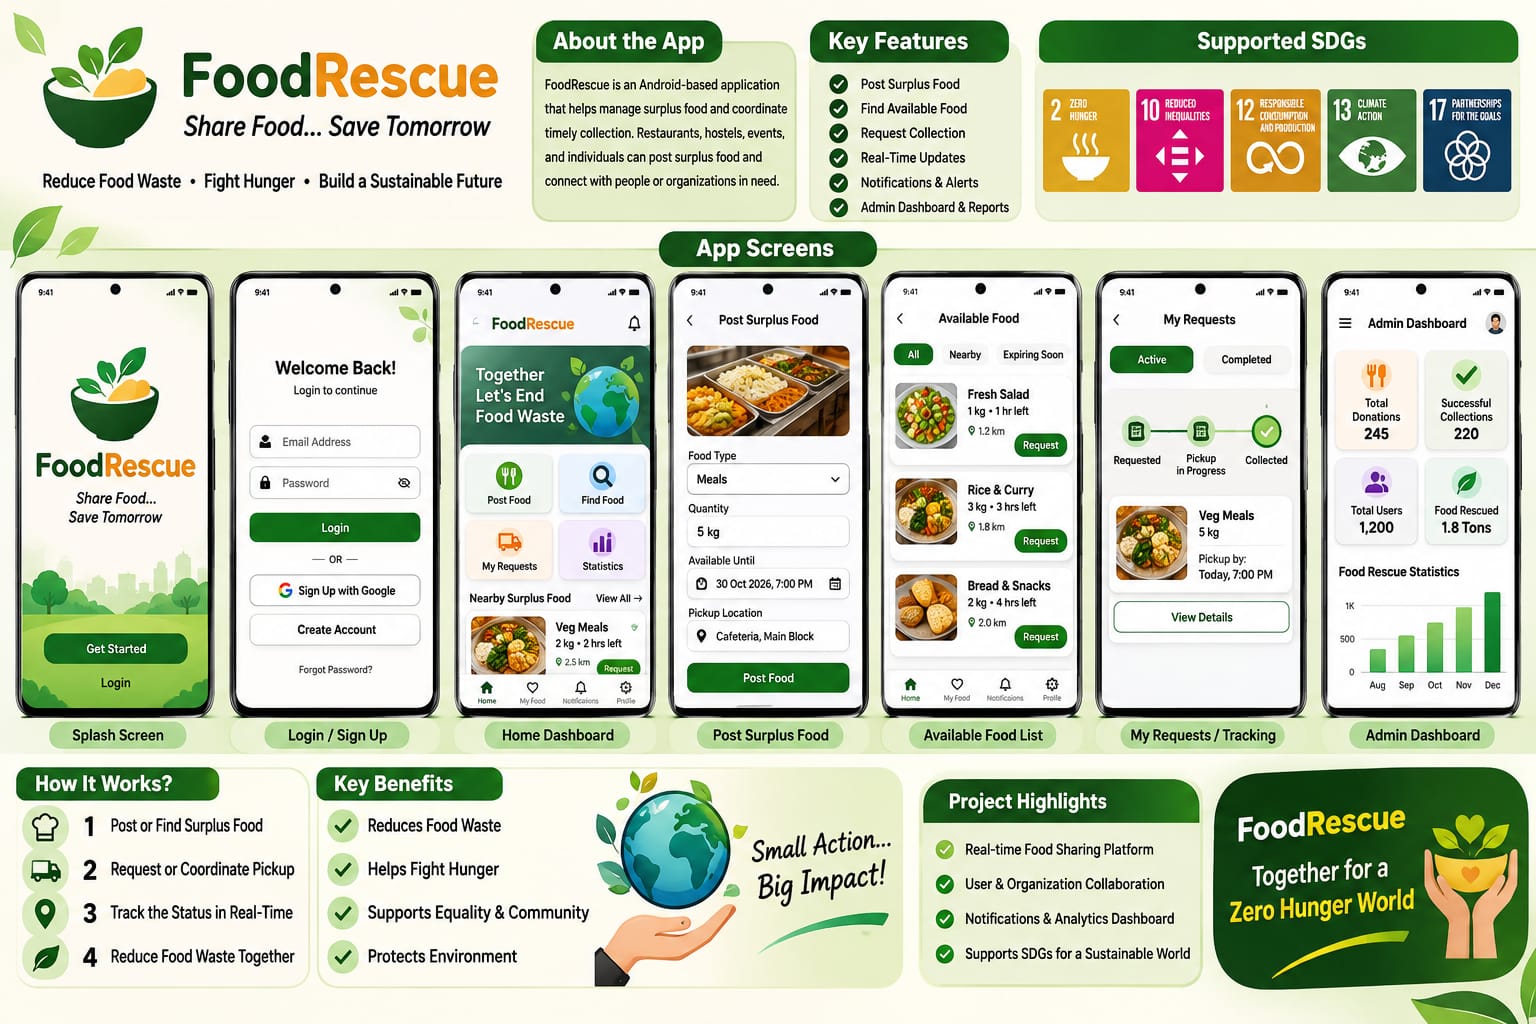 FoodRescue
Share Food... Save Tomorrow
Reduce Food Waste • Fight Hunger • Build a Sustainable Future
About the App
FoodRescue is an Android-based application
that helps manage surplus food and coordinate
timely collection. Restaurants, hostels, events,
and individuals can post surplus food and
connect with people or organizations in need.
Key Features
Post Surplus Food
Find Available Food
Request Collection
Real-Time Updates
Notifications & Alerts
Admin Dashboard & Reports
Supported SDGs
2 ZERO
HUNGER
10 REDUCED
INEQUALITIES
12 RESPONSIBLE
CONSUMPTION
AND PRODUCTION
13 CLIMATE
ACTION
17 PARTNERSHIPS
FOR THE GOALS
App Screens
9:41
FoodRescue
Share Food...
Save Tomorrow
Get Started
Login
Splash Screen
9:41
Welcome Back!
Login to continue
Email Address
Password
Login
— OR —
Sign Up with Google
Create Account
Forgot Password?
Login / Sign Up
9:41
FoodRescue
Together
Let's End
Food Waste
Post Food
Find Food
My Requests
Statistics
Nearby Surplus Food
View All →
Veg Meals
2 kg • 2 hrs left
2.5 km
Request
Home
My Food
Notifications
Profile
Home Dashboard
9:41
Post Surplus Food
Food Type
Meals
Quantity
5 kg
Available Until
30 Oct 2026, 7:00 PM
Pickup Location
Cafeteria, Main Block
Post Food
Post Surplus Food
9:41
Available Food
All
Nearby
Expiring Soon
Fresh Salad
1 kg • 1 hr left
1.2 km
Request
Rice & Curry
3 kg • 3 hrs left
1.8 km
Request
Bread & Snacks
2 kg • 4 hrs left
2.0 km
Request
Home
My Food
Notifications
Profile
Available Food List
9:41
My Requests
Active
Completed
Requested
Pickup
in Progress
Collected
Veg Meals
5 kg
Pickup by:
Today, 7:00 PM
View Details
My Requests / Tracking
9:41
Admin Dashboard
Total
Donations
245
Successful
Collections
220
Total Users
1,200
Food Rescued
1.8 Tons
Food Rescue Statistics
1K
500
0
Aug
Sep
Oct
Nov
Dec
Admin Dashboard
How It Works?
1 Post or Find Surplus Food
2 Request or Coordinate Pickup
3 Track the Status in Real-Time
4 Reduce Food Waste Together
Key Benefits
Reduces Food Waste
Helps Fight Hunger
Supports Equality & Community
Protects Environment
Small Action...
Big Impact!
Project Highlights
Real-time Food Sharing Platform
User & Organization Collaboration
Notifications & Analytics Dashboard
Supports SDGs for a Sustainable World
FoodRescue
Together for a
Zero Hunger World